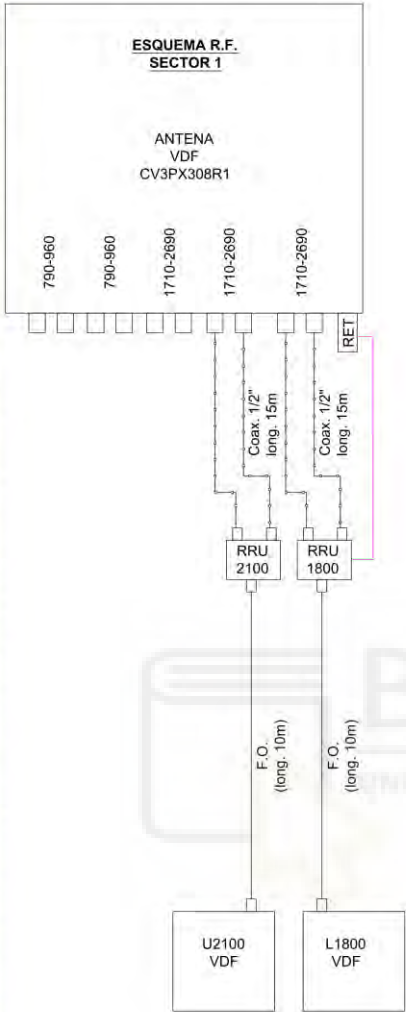 ESQUEMA R.F.
SECTOR 1
ANTENA
VDF
CV3PX308R1
790-960
790-960
1710-2690
1710-2690
1710-2690
RET
Coax. 1/2"
long. 15m
Coax. 1/2"
long. 15m
RRU
2100
RRU
1800
F.O.
(long. 10m)
F.O.
(long. 10m)
U2100
VDF
L1800
VDF